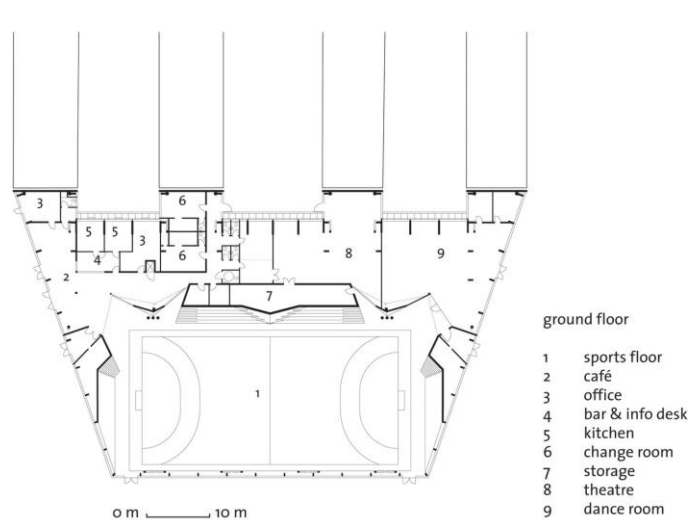 3
6
5
5
3
4
6
8
9
2
7
1
0 m
10 m
ground floor
1 sports floor
2 café
3 office
4 bar & info desk
5 kitchen
6 change room
7 storage
8 theatre
9 dance room